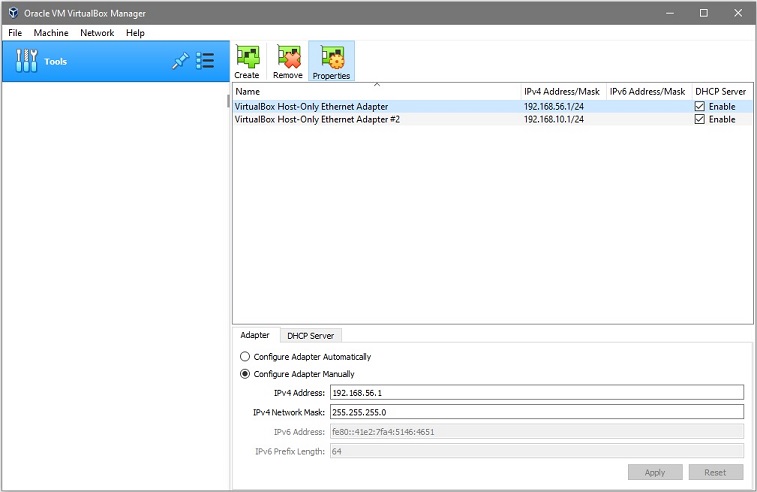 Oracle VM VirtualBox Manager
File Machine Network Help
Tools
Create Remove Properties
Name IPv4 Address/Mask IPv6 Address/Mask DHCP Server
VirtualBox Host-Only Ethernet Adapter 192.168.56.1/24 Enable
VirtualBox Host-Only Ethernet Adapter #2 192.168.10.1/24 Enable
Adapter DHCP Server
Configure Adapter Automatically
Configure Adapter Manually
IPv4 Address: 192.168.56.1
IPv4 Network Mask: 255.255.255.0
IPv6 Address: fe80::41e2:7fa4:5146:4651
IPv6 Prefix Length: 64
Apply Reset